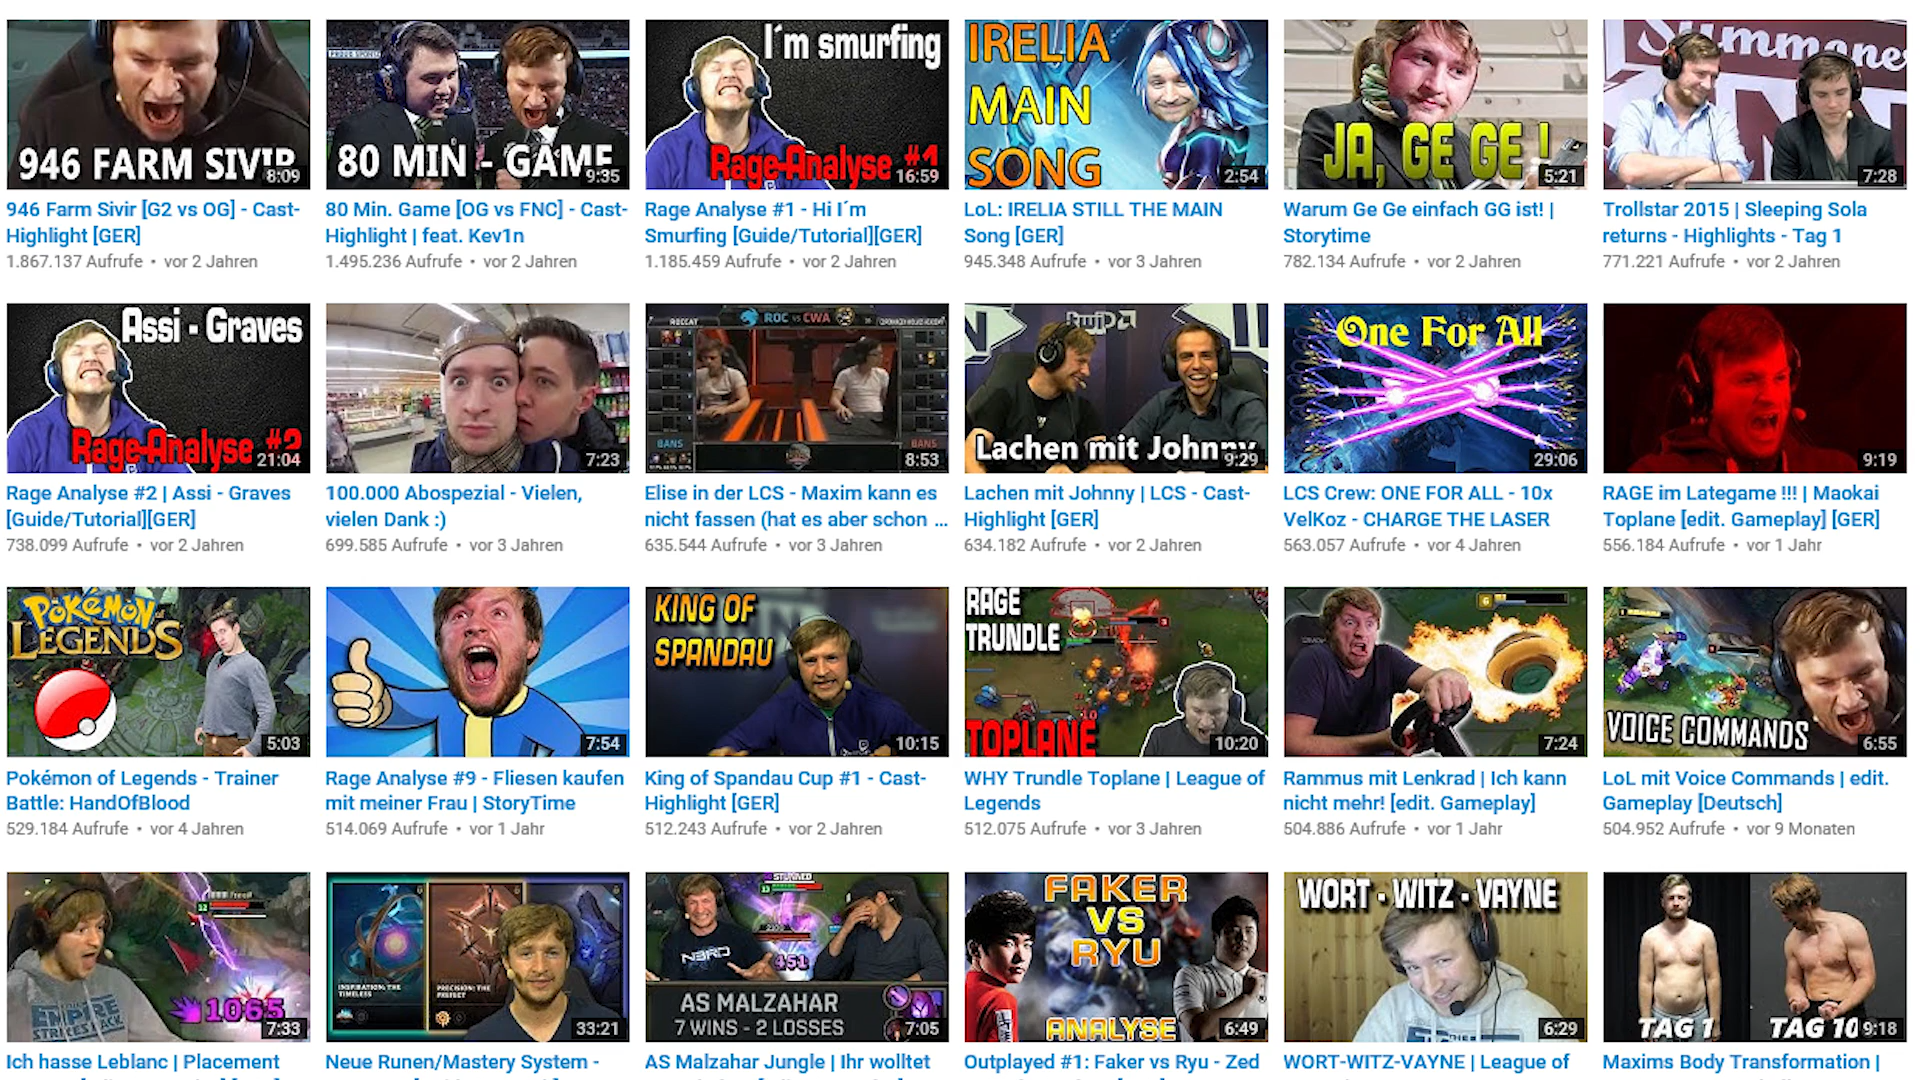 946 FARM SIVIR
8:09
80 MIN - GAME
9:35
I´m smurfing
Rage-Analyse #1
16:59
IRELIA
MAIN
SONG
2:54
JA, GE GE !
5:21
Summone
7:28
946 Farm Sivir [G2 vs OG] - Cast-
Highlight [GER]
1.867.137 Aufrufe • vor 2 Jahren
80 Min. Game [OG vs FNC] - Cast-
Highlight | feat. Kev1n
1.495.236 Aufrufe • vor 2 Jahren
Rage Analyse #1 - Hi I´m
Smurfing [Guide/Tutorial][GER]
1.185.459 Aufrufe • vor 2 Jahren
LoL: IRELIA STILL THE MAIN
Song [GER]
945.348 Aufrufe • vor 3 Jahren
Warum Ge Ge einfach GG ist! |
Storytime
782.134 Aufrufe • vor 2 Jahren
Trollstar 2015 | Sleeping Sola
returns - Highlights - Tag 1
771.221 Aufrufe • vor 2 Jahren
Assi - Graves
Rage-Analyse #2
21:04
7:23
ROCCAT
ROC vs CWA
BANS
BANS
8:53
Lachen mit Johnny
9:29
One For All
29:06
9:19
Rage Analyse #2 | Assi - Graves
[Guide/Tutorial][GER]
738.099 Aufrufe • vor 2 Jahren
100.000 Abospezial - Vielen,
vielen Dank :)
699.585 Aufrufe • vor 3 Jahren
Elise in der LCS - Maxim kann es
nicht fassen (hat es aber schon ...
635.544 Aufrufe • vor 3 Jahren
Lachen mit Johnny | LCS - Cast-
Highlight [GER]
634.182 Aufrufe • vor 2 Jahren
LCS Crew: ONE FOR ALL - 10x
VelKoz - CHARGE THE LASER
563.057 Aufrufe • vor 4 Jahren
RAGE im Lategame !!! | Maokai
Toplane [edit. Gameplay] [GER]
556.184 Aufrufe • vor 1 Jahr
POKéMON
LEGENDS
5:03
7:54
KING OF
SPANDAU
10:15
RAGE
TRUNDLE
TOPLANE
10:20
7:24
VOICE COMMANDS
6:55
Pokémon of Legends - Trainer
Battle: HandOfBlood
529.184 Aufrufe • vor 4 Jahren
Rage Analyse #9 - Fliesen kaufen
mit meiner Frau | StoryTime
514.069 Aufrufe • vor 1 Jahr
King of Spandau Cup #1 - Cast-
Highlight [GER]
512.243 Aufrufe • vor 2 Jahren
WHY Trundle Toplane | League of
Legends
512.075 Aufrufe • vor 3 Jahren
Rammus mit Lenkrad | Ich kann
nicht mehr! [edit. Gameplay]
504.886 Aufrufe • vor 1 Jahr
LoL mit Voice Commands | edit.
Gameplay [Deutsch]
504.952 Aufrufe • vor 9 Monaten
EMPIRE
STRIKES BACK
1065
7:33
INSPIRATION, THE
TIMELESS
PRECISION, THE
PERFECT
33:21
STUNNED
451
AS MALZAHAR
7 WINS - 2 LOSSES
7:05
FAKER
VS
RYU
ANALYSE
6:49
WORT - WITZ - VAYNE
6:29
TAG 1
TAG 10
9:18
Ich hasse Leblanc | Placement
Neue Runen/Mastery System -
AS Malzahar Jungle | Ihr wolltet
Outplayed #1: Faker vs Ryu - Zed
WORT-WITZ-VAYNE | League of
Maxims Body Transformation |